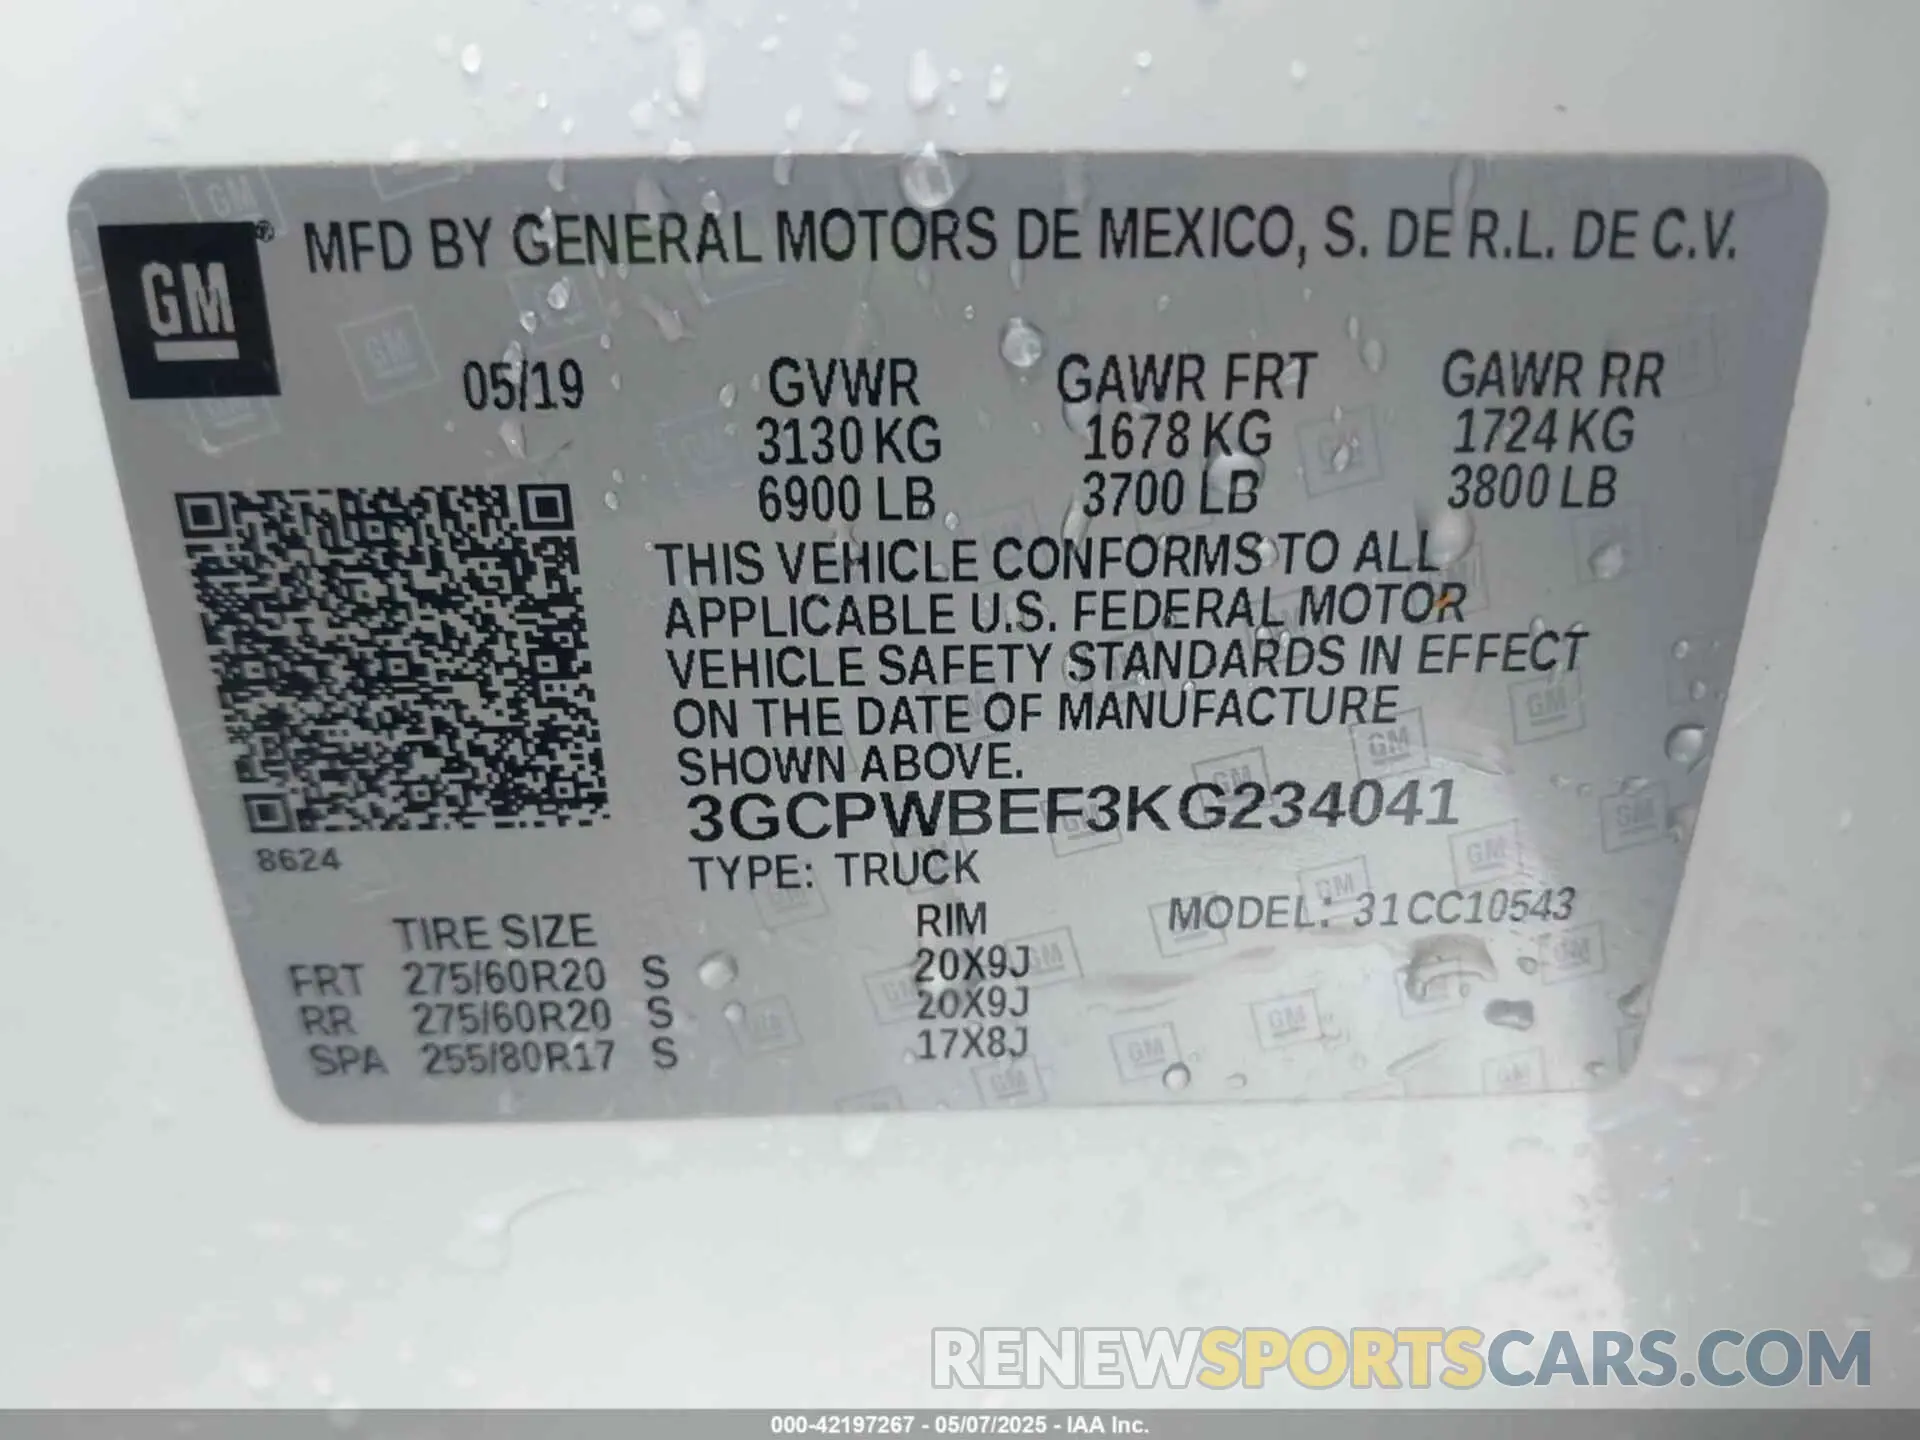 GM® MFD BY GENERAL MOTORS DE MEXICO, S. DE R.L. DE C.V.
05/19 GVWR GAWR FRT GAWR RR
3130 KG 1678 KG 1724 KG
6900 LB 3700 LB 3800 LB
THIS VEHICLE CONFORMS TO ALL
APPLICABLE U.S. FEDERAL MOTOR
VEHICLE SAFETY STANDARDS IN EFFECT
ON THE DATE OF MANUFACTURE
SHOWN ABOVE.
3GCPWBEF3KG234041
8624
TYPE: TRUCK
MODEL: 31CC10543
TIRE SIZE RIM
FRT 275/60R20 S 20X9J
RR 275/60R20 S 20X9J
SPA 255/80R17 S 17X8J
RENEWSPORTSCARS.COM
000-42197267 - 05/07/2025 - IAA Inc.